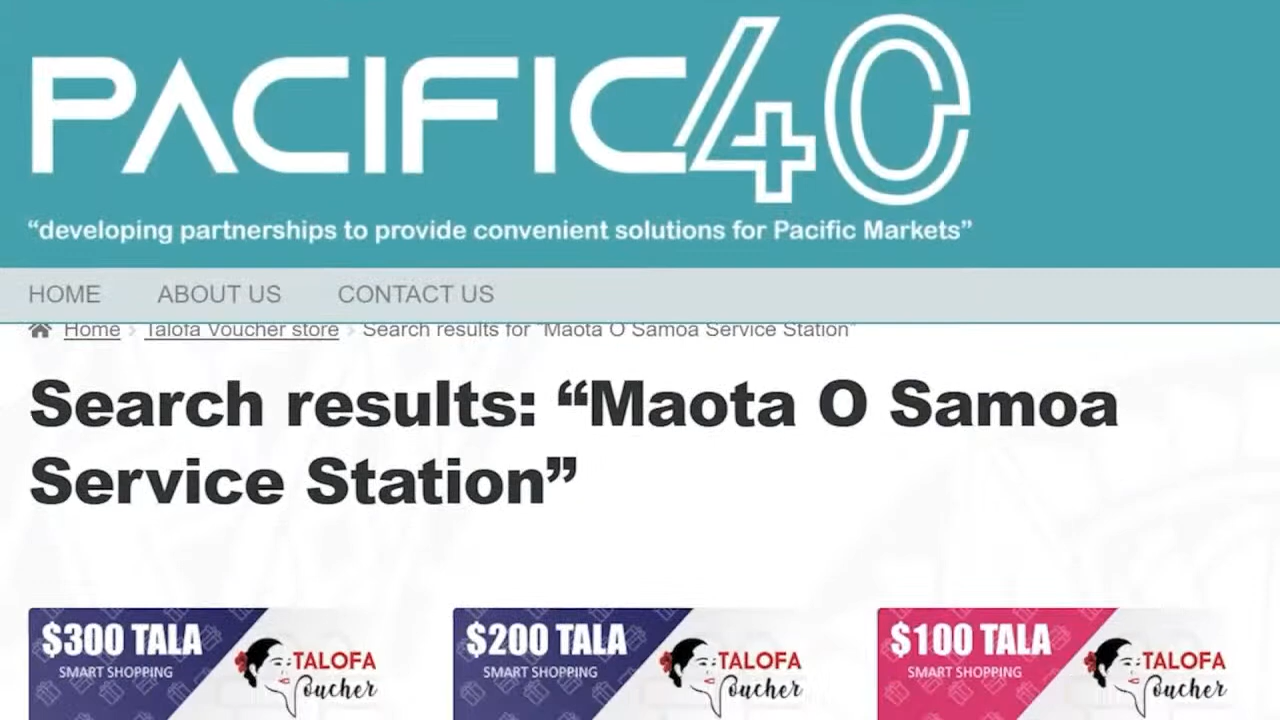 PACIFIC40
“developing partnerships to provide convenient solutions for Pacific Markets”
HOME ABOUT US CONTACT US
Home › Talofa Voucher store › Search results for “Maota O Samoa Service Station”
Search results: “Maota O Samoa
Service Station”
$300 TALA
SMART SHOPPING
TALOFA
Voucher
$200 TALA
SMART SHOPPING
TALOFA
Voucher
$100 TALA
SMART SHOPPING
TALOFA
Voucher